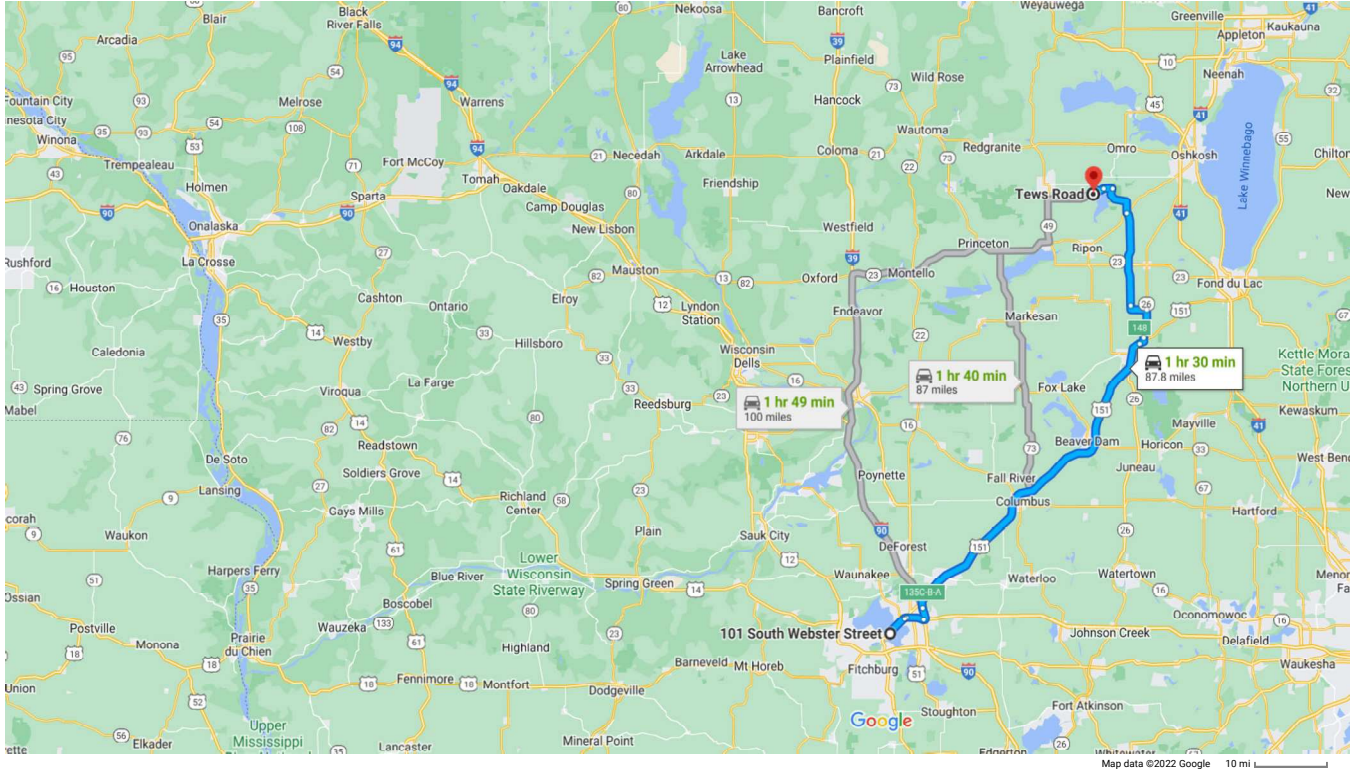 Blair
Black
River Falls
Nekoosa
Bancroft
Weyauwega
Greenville
Kaukauna
Arcadia
Appleton
Lake
Arrowhead
Plainfield
Wild Rose
Neenah
Fountain City
nesota City
Melrose
Warrens
Hancock
Winona
Trempealeau
Fort McCoy
Tomah
Necedah
Arkdale
Coloma
Wautoma
Redgranite
Omro
Oshkosh
Chilton
Holmen
Sparta
Oakdale
Friendship
Tews Road
Lake Winnebago
New
Camp Douglas
Onalaska
New Lisbon
Westfield
La Crosse
Princeton
Ripon
Rushford
Mauston
Oxford
Montello
Fond du Lac
Houston
Cashton
Ontario
Elroy
Lyndon
Station
Endeavor
Markesan
148
Westby
Hillsboro
Wisconsin
Dells
Caledonia
Kettle Mora
State Fores
Northern U
1 hr 30 min
87.8 miles
1 hr 40 min
87 miles
Spring Grove
Viroqua
La Farge
Fox Lake
Mabel
1 hr 49 min
100 miles
Reedsburg
Kewaskum
Mayville
Readstown
Beaver Dam
Horicon
De Soto
Soldiers Grove
Poynette
Juneau
West Bend
Lansing
Fall River
Richland
Center
Columbus
Hartford
Gays Mills
Plain
Sauk City
corah
Waukon
DeForest
Harpers Ferry
Lower
Wisconsin
State Riverway
Blue River
Spring Green
Waunakee
Waterloo
Watertown
Menor
135C-B-A
Ossian
Boscobel
Oconomowoc
Postville
Monona
Wauzeka
101 South Webster Street
Johnson Creek
Delafield
Prairie
du Chien
Highland
Fitchburg
Waukesha
Barneveld
Mt Horeb
Union
Fennimore
Montfort
Dodgeville
Google
Stoughton
Fort Atkinson
Upper
Mississippi
Elkader
Lancaster
Mineral Point
Edgerton
Whitewater
Map data ©2022 Google
10 mi